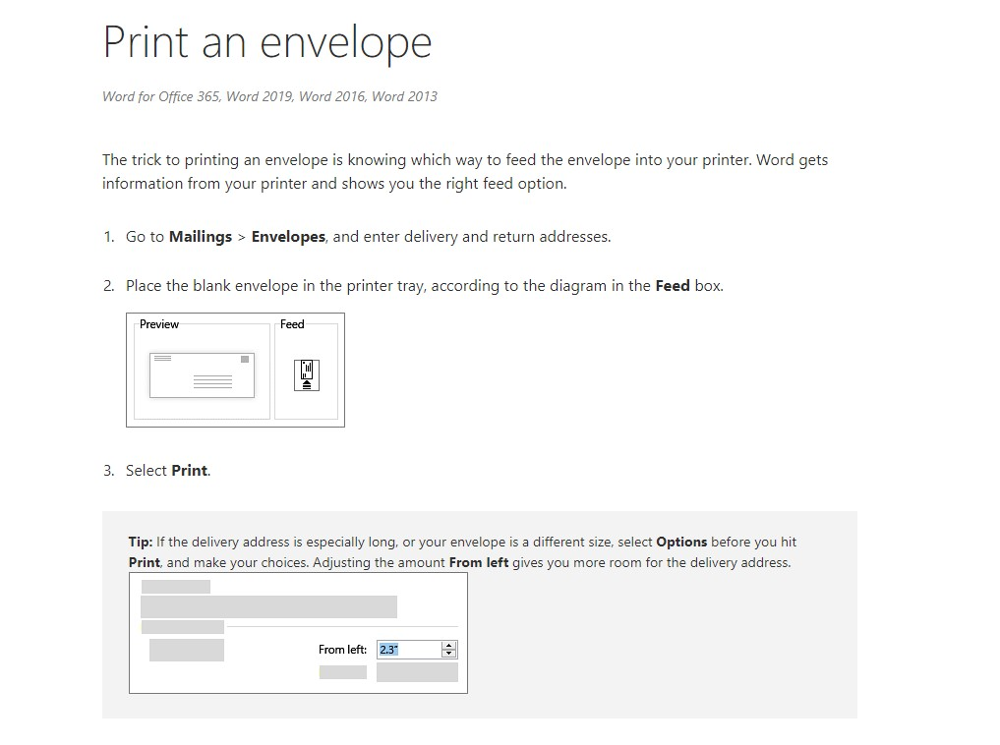 Print an envelope
Word for Office 365, Word 2019, Word 2016, Word 2013
The trick to printing an envelope is knowing which way to feed the envelope into your printer. Word gets
information from your printer and shows you the right feed option.
1. Go to Mailings > Envelopes, and enter delivery and return addresses.
2. Place the blank envelope in the printer tray, according to the diagram in the Feed box.
Preview Feed
3. Select Print.
Tip: If the delivery address is especially long, or your envelope is a different size, select Options before you hit
Print, and make your choices. Adjusting the amount From left gives you more room for the delivery address.
From left: 2.3"